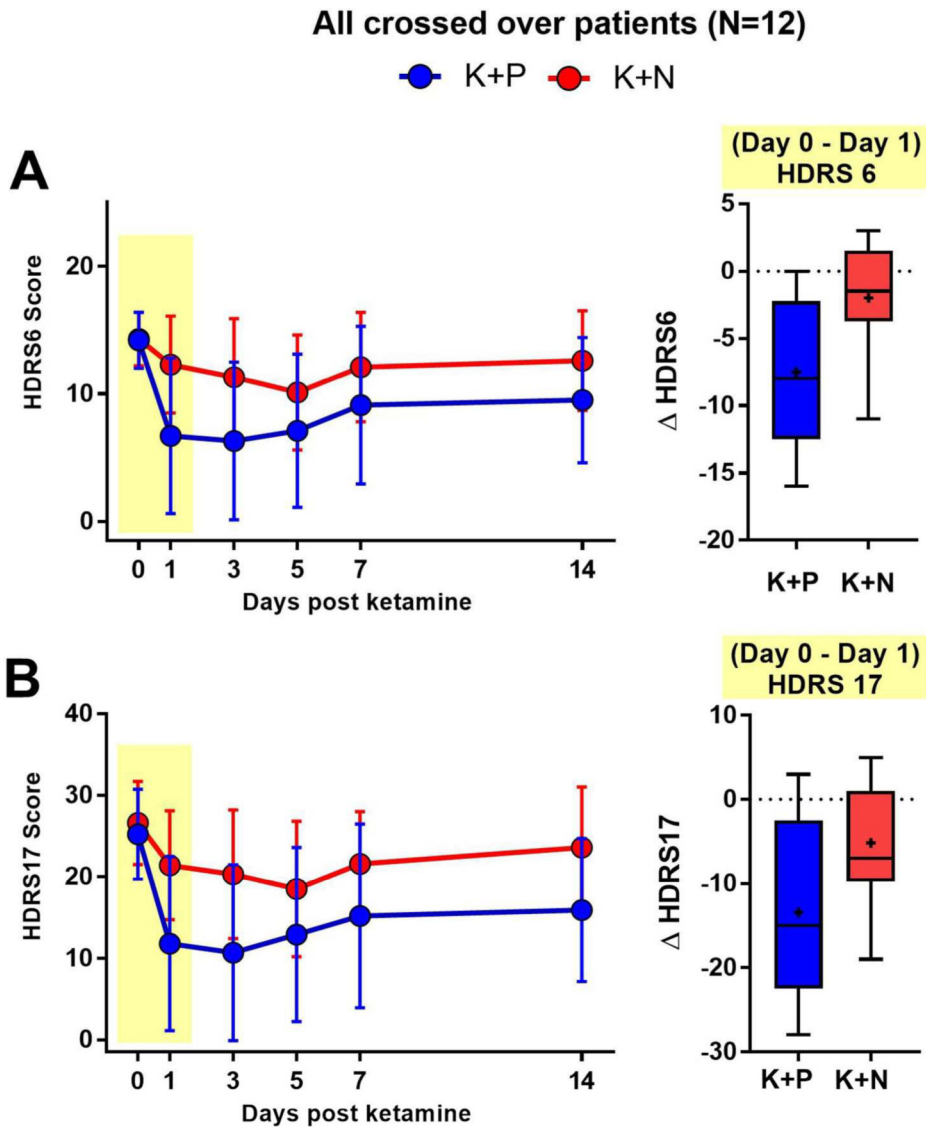 All crossed over patients (N=12)
K+P K+N
A
HDRS6 Score
20
10
0
0 1 3 5 7 14
Days post ketamine
(Day 0 - Day 1)
HDRS 6
Δ HDRS6
5
0
-5
-10
-15
-20
K+P K+N
B
HDRS17 Score
40
30
20
10
0
0 1 3 5 7 14
Days post ketamine
(Day 0 - Day 1)
HDRS 17
Δ HDRS17
10
0
-10
-20
-30
K+P K+N